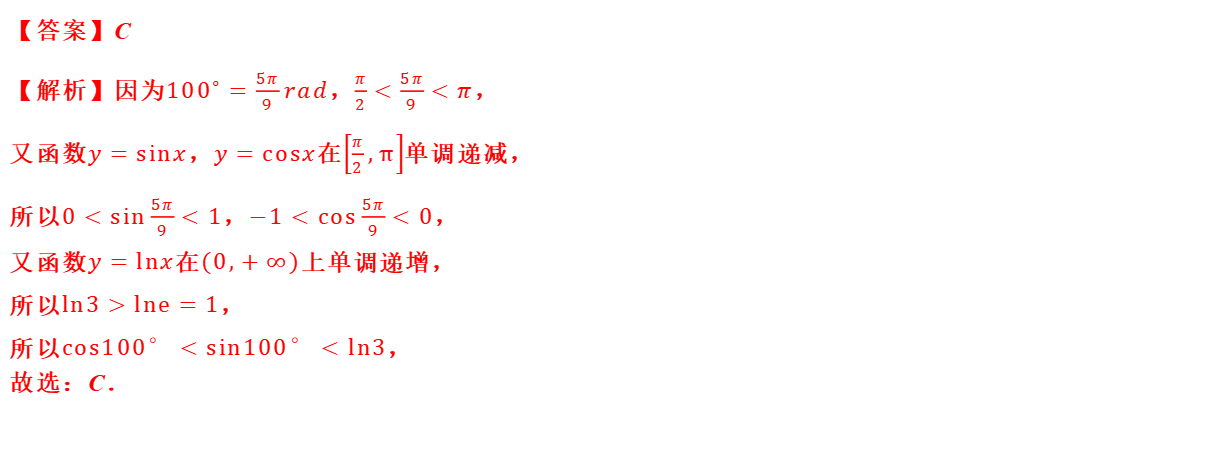 【答案】C
【解析】因为100° = 5π/9 rad，π/2 < 5π/9 < π，
又函数y = sinx，y = cosx在[π/2, π]单调递减，
所以0 < sin 5π/9 < 1，−1 < cos 5π/9 < 0，
又函数y = lnx在(0, + ∞)上单调递增，
所以ln3 > lne = 1，
所以cos100° < sin100° < ln3，
故选：C．